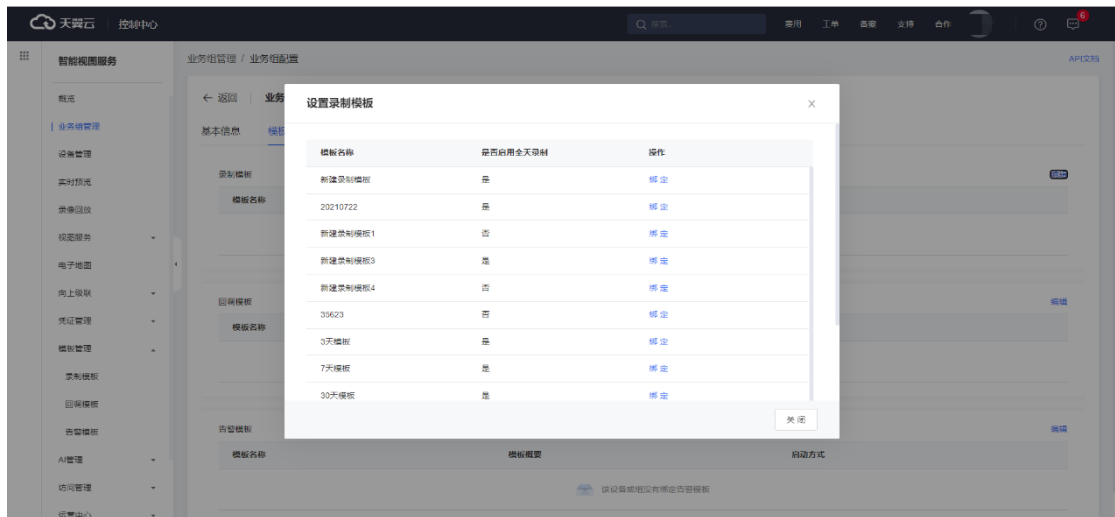 天翼云 控制中心 搜索... 费用 工单 备案 支持 合作 6
智能视图服务 业务组管理 / 业务组配置 API文档
概览
业务组管理
设备管理
实时预览
录像回放
视图服务
电子地图
向上级联
凭证管理
模板管理
录制模板
回调模板
告警模板
AI管理
访问管理
运营中心
← 返回 业务
基本信息 模板
录制模板
模板名称
回调模板 编辑
模板名称
告警模板 编辑
模板名称 模板概要 启动方式
该设备或组没有绑定告警模板
设置录制模板
模板名称 是否启用全天录制 操作
新建录制模板 是 绑定
20210722 是 绑定
新建录制模板1 否 绑定
新建录制模板3 是 绑定
新建录制模板4 否 绑定
35623 否 绑定
3天模板 是 绑定
7天模板 是 绑定
30天模板 是 绑定
关闭